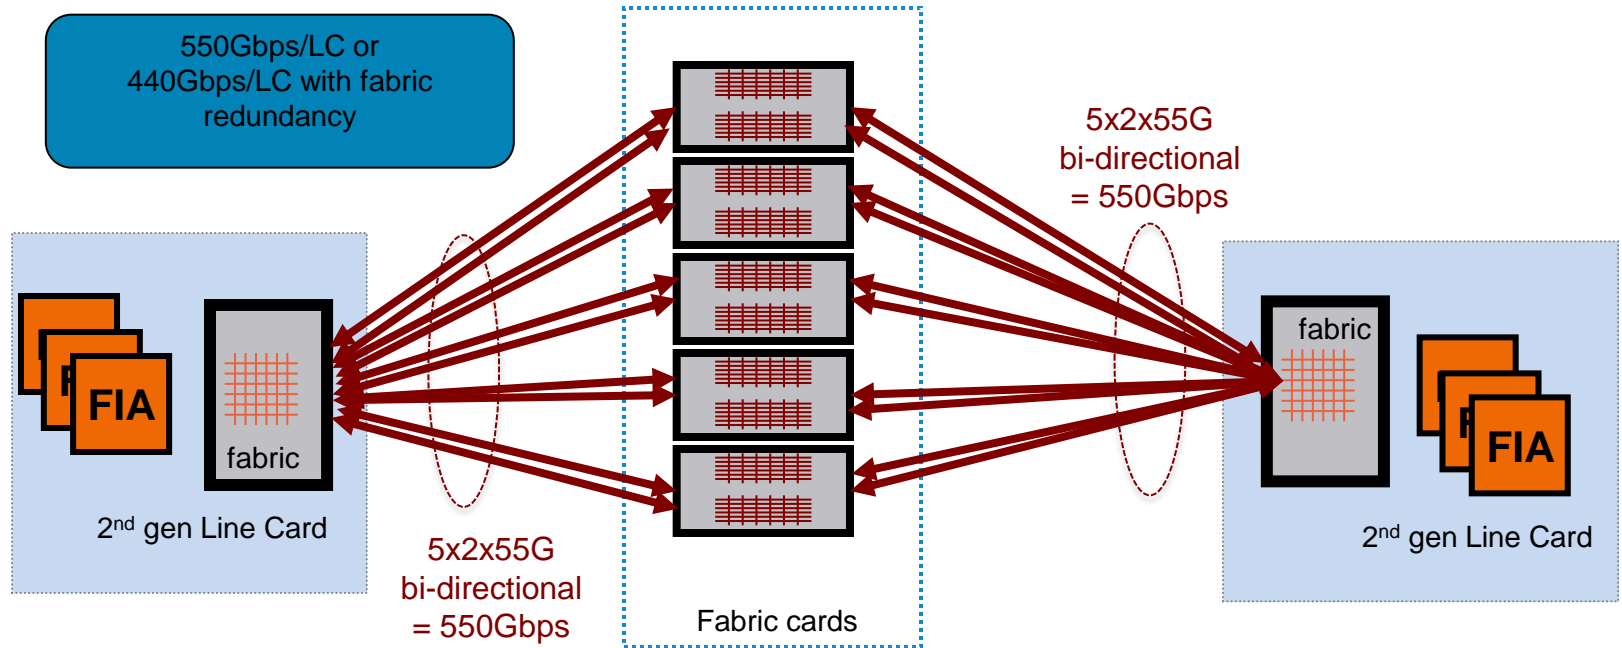 550Gbps/LC or
440Gbps/LC with fabric
redundancy
5x2x55G
bi-directional
= 550Gbps
F
FIA
fabric
2nd gen Line Card
5x2x55G
bi-directional
= 550Gbps
Fabric cards
fabric
F
FIA
2nd gen Line Card